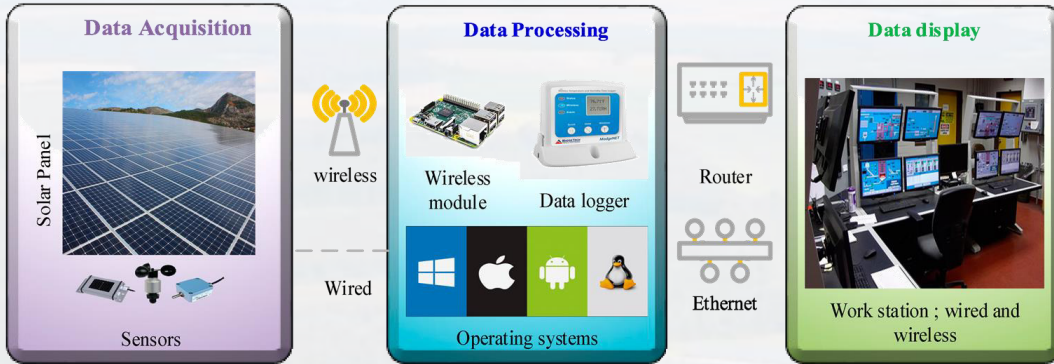 Data Acquisition
Solar Panel
Sensors
wireless
Wired
Data Processing
Wireless
module
Data logger
Operating systems
Router
Ethernet
Data display
Work station ; wired and
wireless